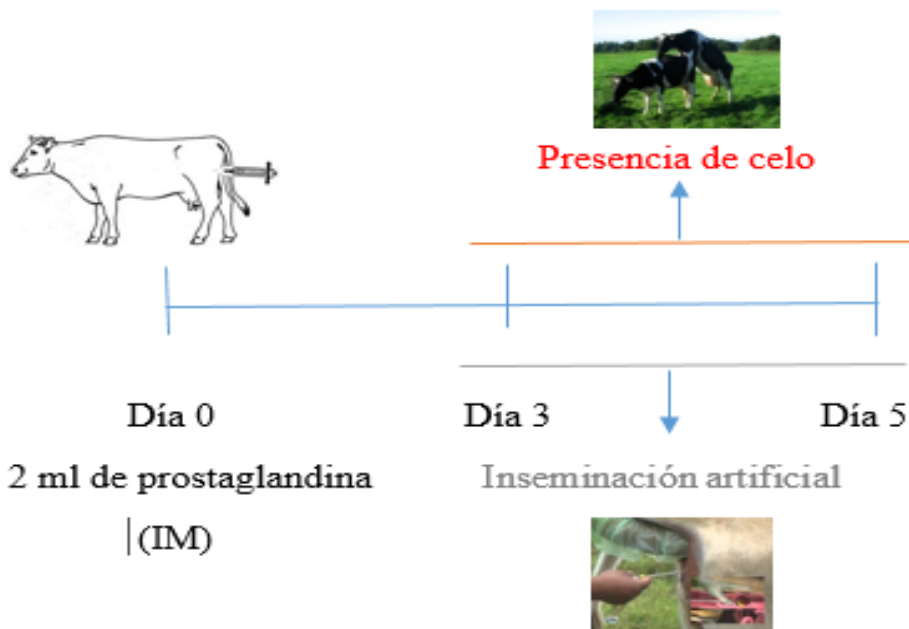 Presencia de celo
Día 0
Día 3
Día 5
2 ml de prostaglandina
(IM)
Inseminación artificial